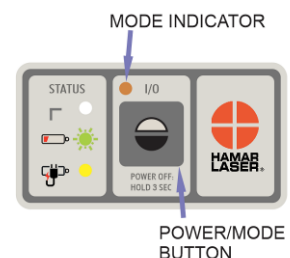 MODE INDICATOR
STATUS
I/O
POWER OFF:
HOLD 3 SEC
HAMAR
LASER®
POWER/MODE
BUTTON